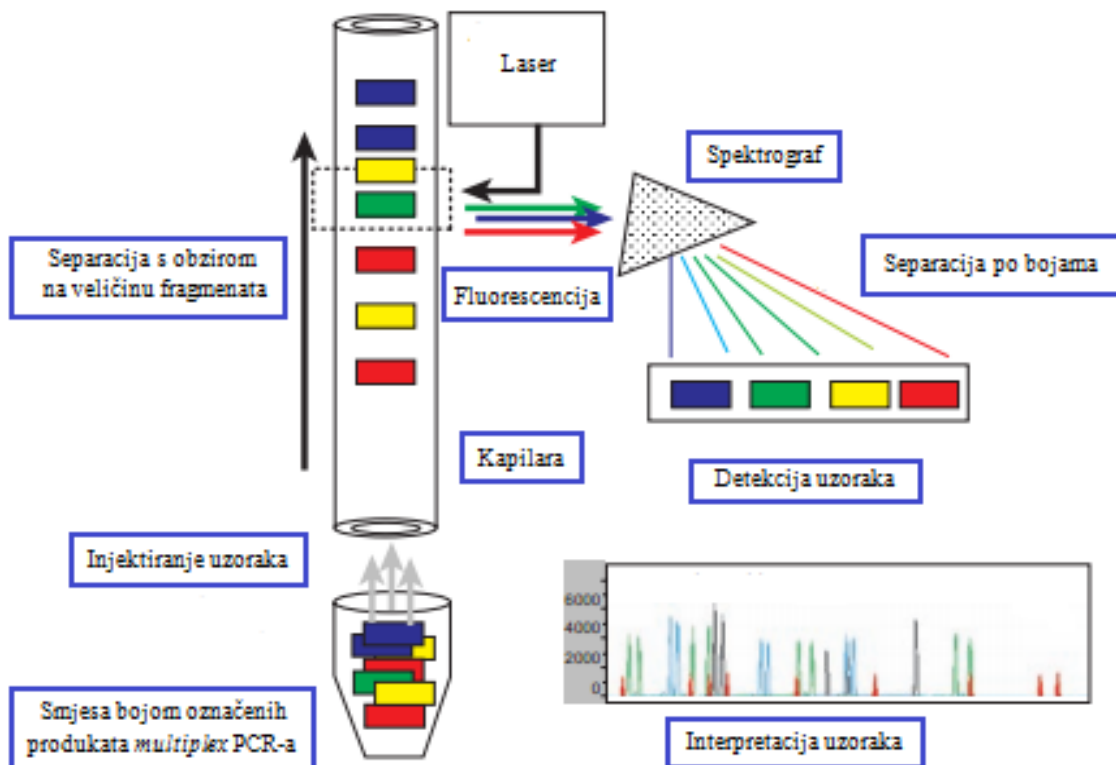 Laser
Spektrograf
Separacija s obzirom
na veličinu fragmenata
Fluorescencija
Separacija po bojama
Kapilara
Detekcija uzoraka
Injektiranje uzoraka
Smjesa bojom označenih
produkata multiplex PCR-a
6000
4000
2000
0
Interpretacija uzoraka